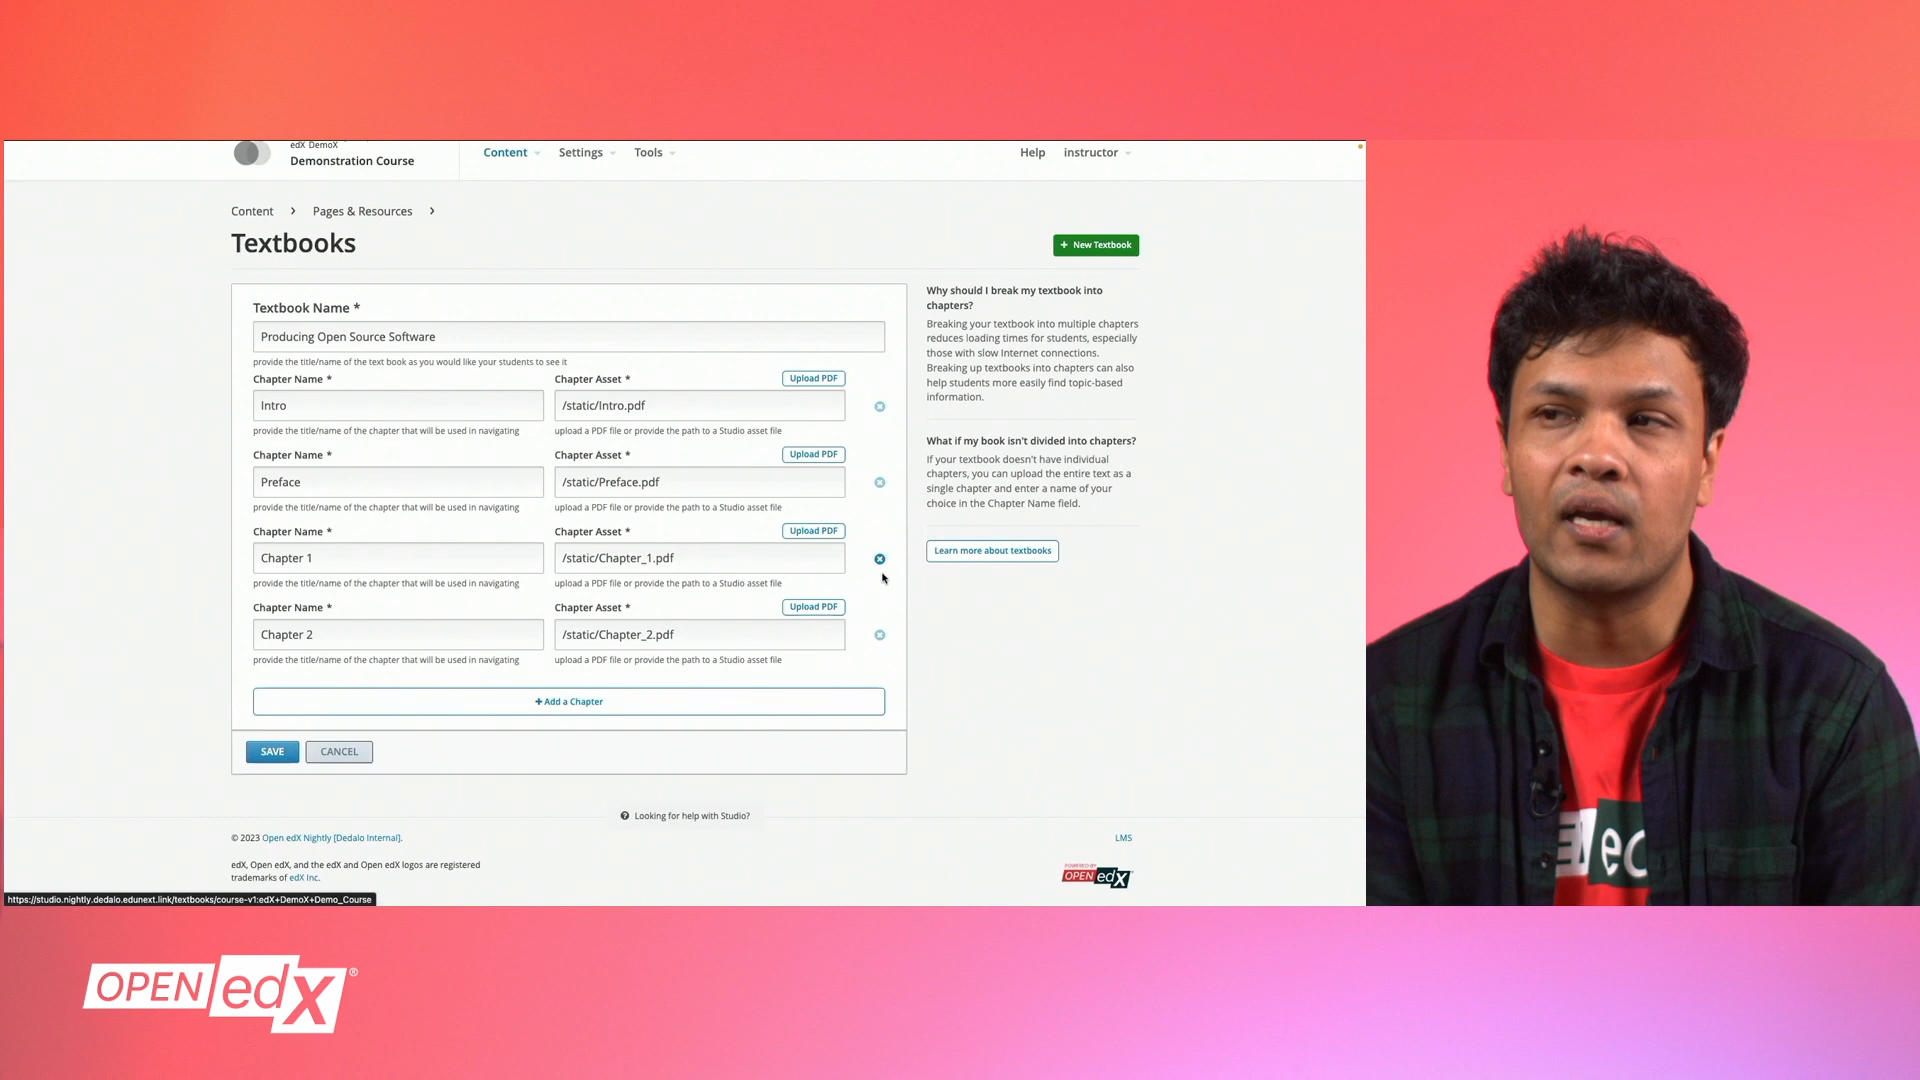 edX DemoX
Demonstration Course
Content
Settings
Tools
Help
instructor
Content > Pages & Resources >
Textbooks
+ New Textbook
Textbook Name *
Producing Open Source Software
provide the title/name of the text book as you would like your students to see it
Chapter Name *
Chapter Asset *
Upload PDF
Intro
/static/Intro.pdf
provide the title/name of the chapter that will be used in navigating
upload a PDF file or provide the path to a Studio asset file
Chapter Name *
Chapter Asset *
Upload PDF
Preface
/static/Preface.pdf
provide the title/name of the chapter that will be used in navigating
upload a PDF file or provide the path to a Studio asset file
Chapter Name *
Chapter Asset *
Upload PDF
Chapter 1
/static/Chapter_1.pdf
provide the title/name of the chapter that will be used in navigating
upload a PDF file or provide the path to a Studio asset file
Chapter Name *
Chapter Asset *
Upload PDF
Chapter 2
/static/Chapter_2.pdf
provide the title/name of the chapter that will be used in navigating
upload a PDF file or provide the path to a Studio asset file
+ Add a Chapter
SAVE
CANCEL
Why should I break my textbook into
chapters?
Breaking your textbook into multiple chapters
reduces loading times for students, especially
those with slow Internet connections.
Breaking up textbooks into chapters can also
help students more easily find topic-based
information.
What if my book isn't divided into chapters?
If your textbook doesn't have individual
chapters, you can upload the entire text as a
single chapter and enter a name of your
choice in the Chapter Name field.
Learn more about textbooks
Looking for help with Studio?
© 2023 Open edX Nightly [Dedalo Internal].
LMS
edX, Open edX, and the edX and Open edX logos are registered
trademarks of edX Inc.
POWERED BY
OPEN edX
https://studio.nightly.dedalo.edunext.link/textbooks/course-v1:edX+DemoX+Demo_Course
OPEN edX®